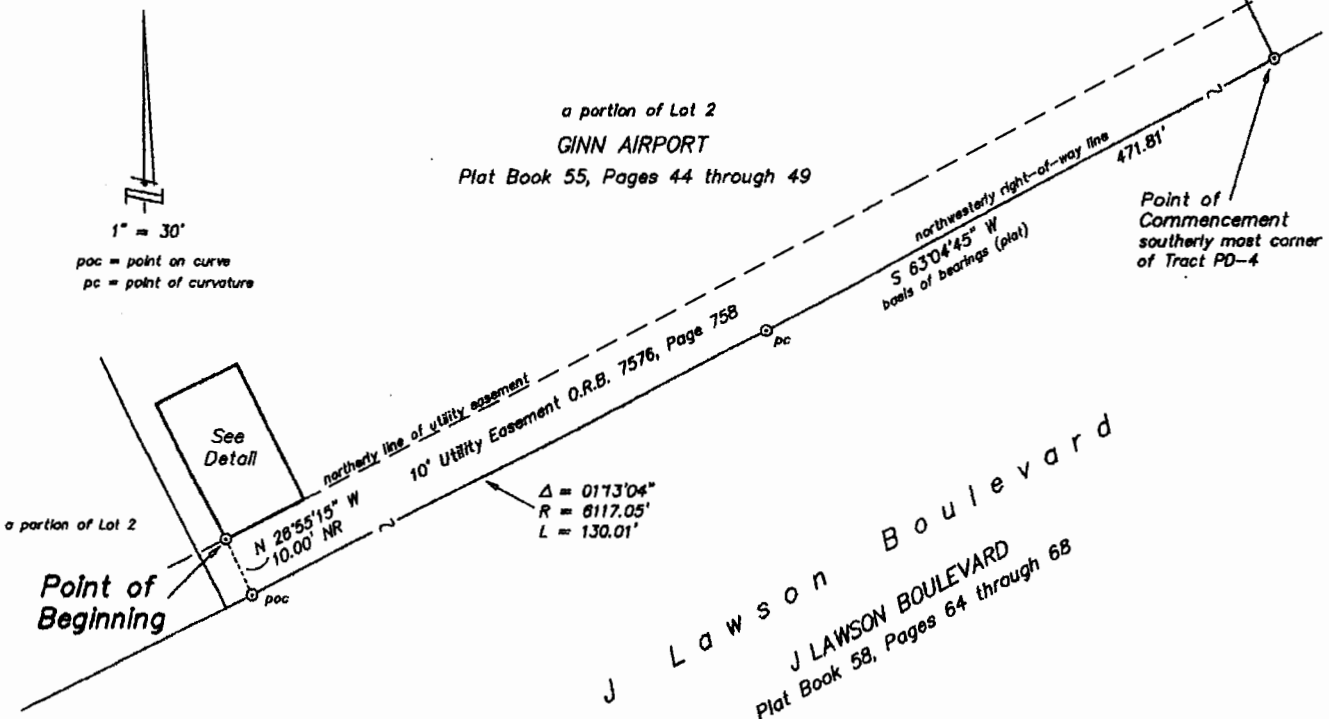 a portion of Lot 2
GINN AIRPORT
Plat Book 55, Pages 44 through 49
1" = 30'
poc = point on curve
pc = point of curvature
northwesterly right-of-way line
471.81'
S 63°04'45" W
basis of bearings (plat)
Point of
Commencement
southerly most corner
of Tract PD-4
pc
northerly line of utility easement
10' Utility Easement O.R.B. 7576, Page 758
See
Detail
N 26°55'15" W
10.00' NR
Δ = 01°13'04"
R = 6117.05'
L = 130.01'
a portion of Lot 2
Point of
Beginning
poc
J Lawson Boulevard
J LAWSON BOULEVARD
Plat Book 58, Pages 64 through 68